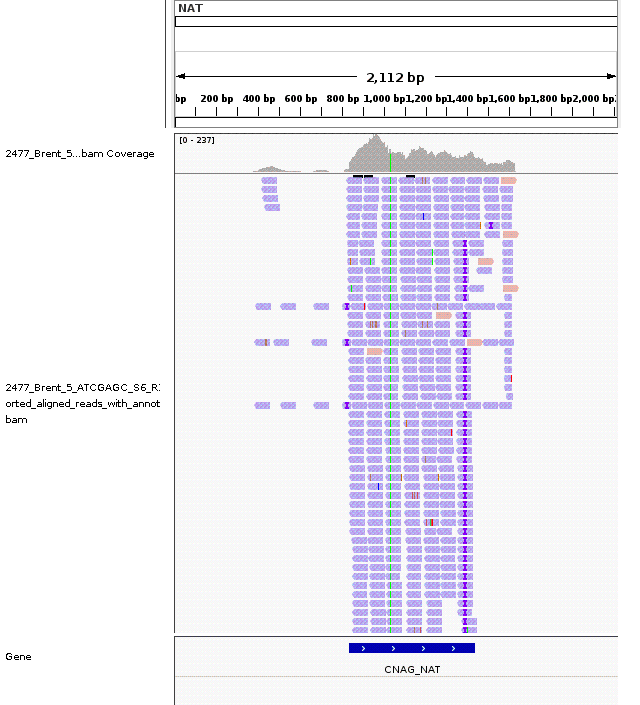 NAT
2,112 bp
bp 200 bp 400 bp 600 bp 800 bp 1,000 bp 1,200 bp 1,400 bp 1,600 bp 1,800 bp 2,000 bp
[0 - 237]
2477_Brent_5...bam Coverage
2477_Brent_5_ATCGAGC_S6_R
orted_aligned_reads_with_annot
bam
Gene
CNAG_NAT